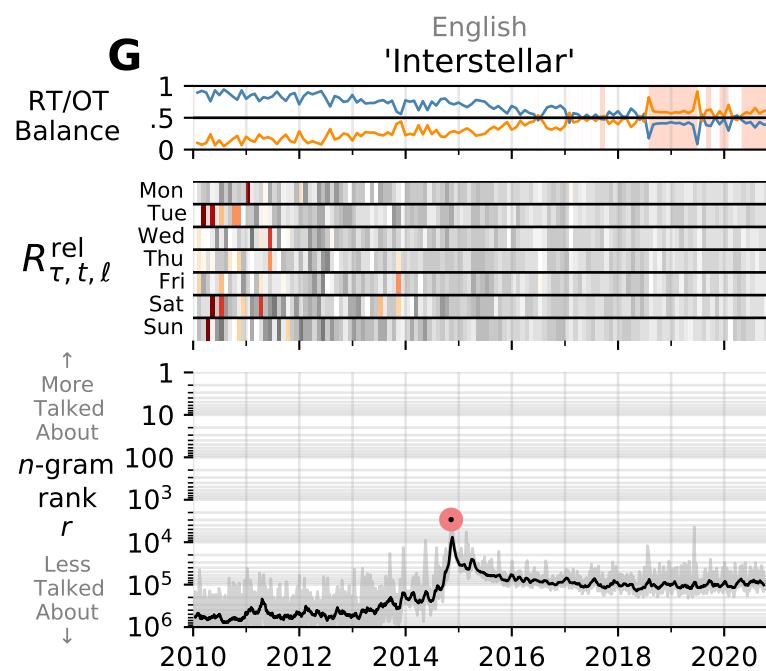 English
G
'Interstellar'
RT/OT
Balance
1
.5
0
R^rel_τ,t,ℓ
Mon
Tue
Wed
Thu
Fri
Sat
Sun
↑
More
Talked
About
n-gram
rank
r
Less
Talked
About
↓
1
10
100
10³
10⁴
10⁵
10⁶
2010 2012 2014 2016 2018 2020